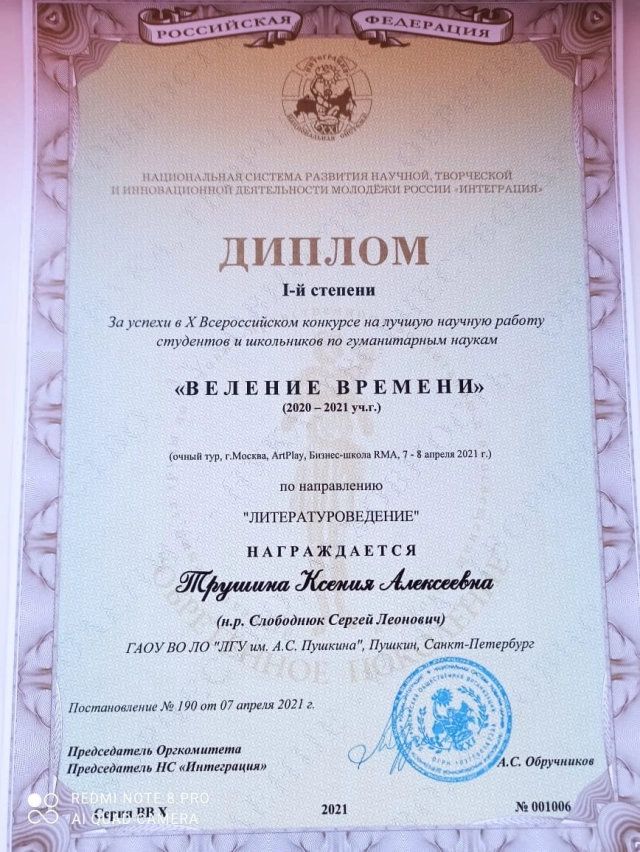 РОССИЙСКАЯ ФЕДЕРАЦИЯ
ИНТЕГРАЦИЯ
XXI
НАЦИОНАЛЬНАЯ СИСТЕМА РАЗВИТИЯ НАУЧНОЙ, ТВОРЧЕСКОЙ
И ИННОВАЦИОННОЙ ДЕЯТЕЛЬНОСТИ МОЛОДЁЖИ РОССИИ «ИНТЕГРАЦИЯ»
ДИПЛОМ
I-й степени
За успехи в X Всероссийском конкурсе на лучшую научную работу
студентов и школьников по гуманитарным наукам
«ВЕЛЕНИЕ ВРЕМЕНИ»
(2020 – 2021 уч.г.)
(очный тур, г.Москва, ArtPlay, Бизнес-школа RMA, 7 - 8 апреля 2021 г.)
по направлению
"ЛИТЕРАТУРОВЕДЕНИЕ"
НАГРАЖДАЕТСЯ
Трушина Ксения Алексеевна
(н.р. Слободнюк Сергей Леонович)
ГАОУ ВО ЛО "ЛГУ им. А.С. Пушкина", Пушкин, Санкт-Петербург
Постановление № 190 от 07 апреля 2021 г.
Председатель Оргкомитета
Председатель НС «Интеграция»
А.С. Обручников
Серия ВВ X
2021
№ 001006
REDMI NOTE 8 PRO
AI QUAD CAMERA